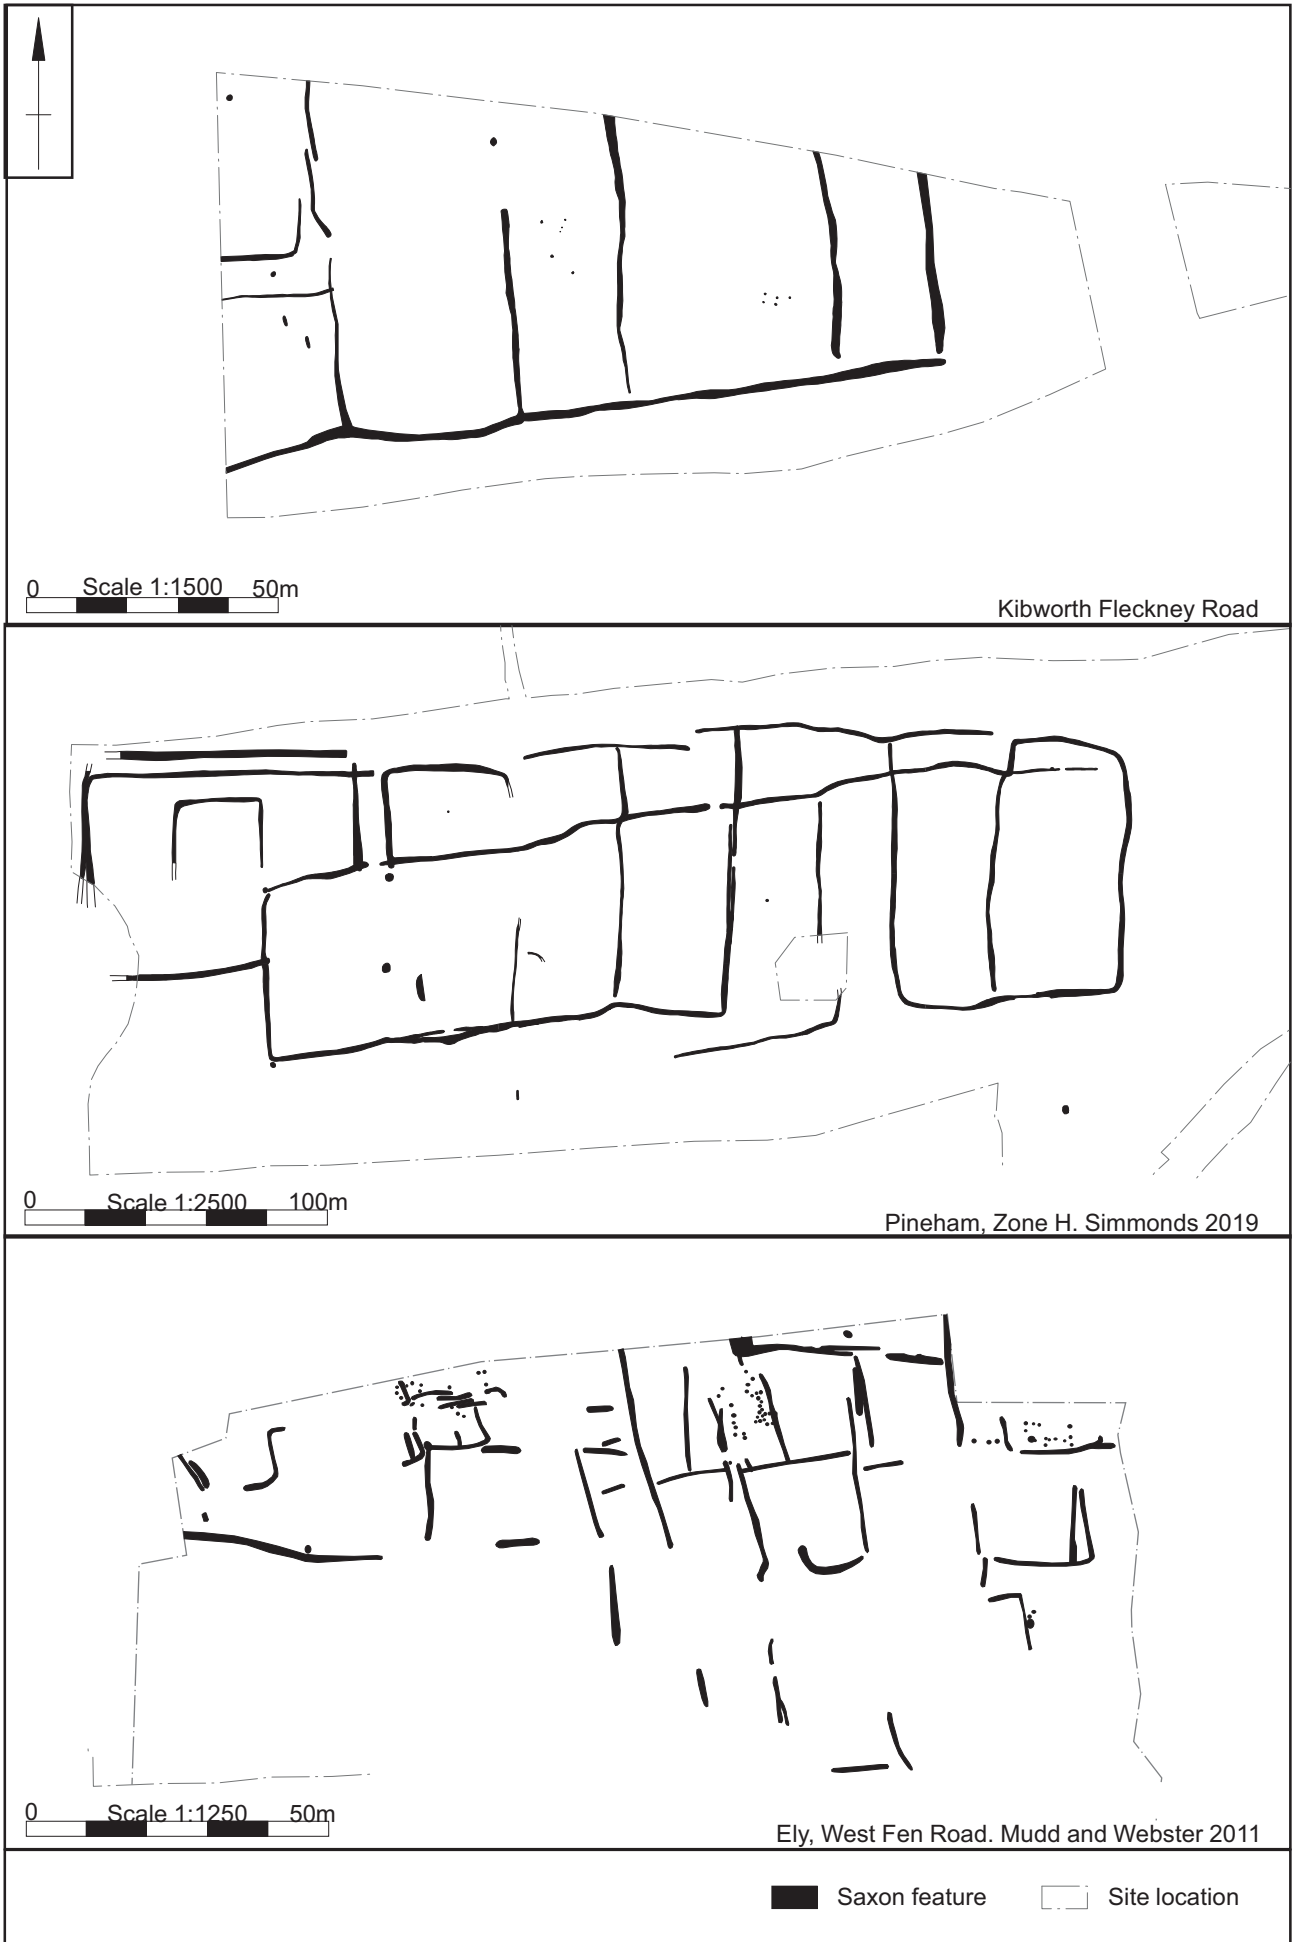 0 Scale 1:1500 50m
Kibworth Fleckney Road
0 Scale 1:2500 100m
Pineham, Zone H. Simmonds 2019
0 Scale 1:1250 50m
Ely, West Fen Road. Mudd and Webster 2011
Saxon feature Site location